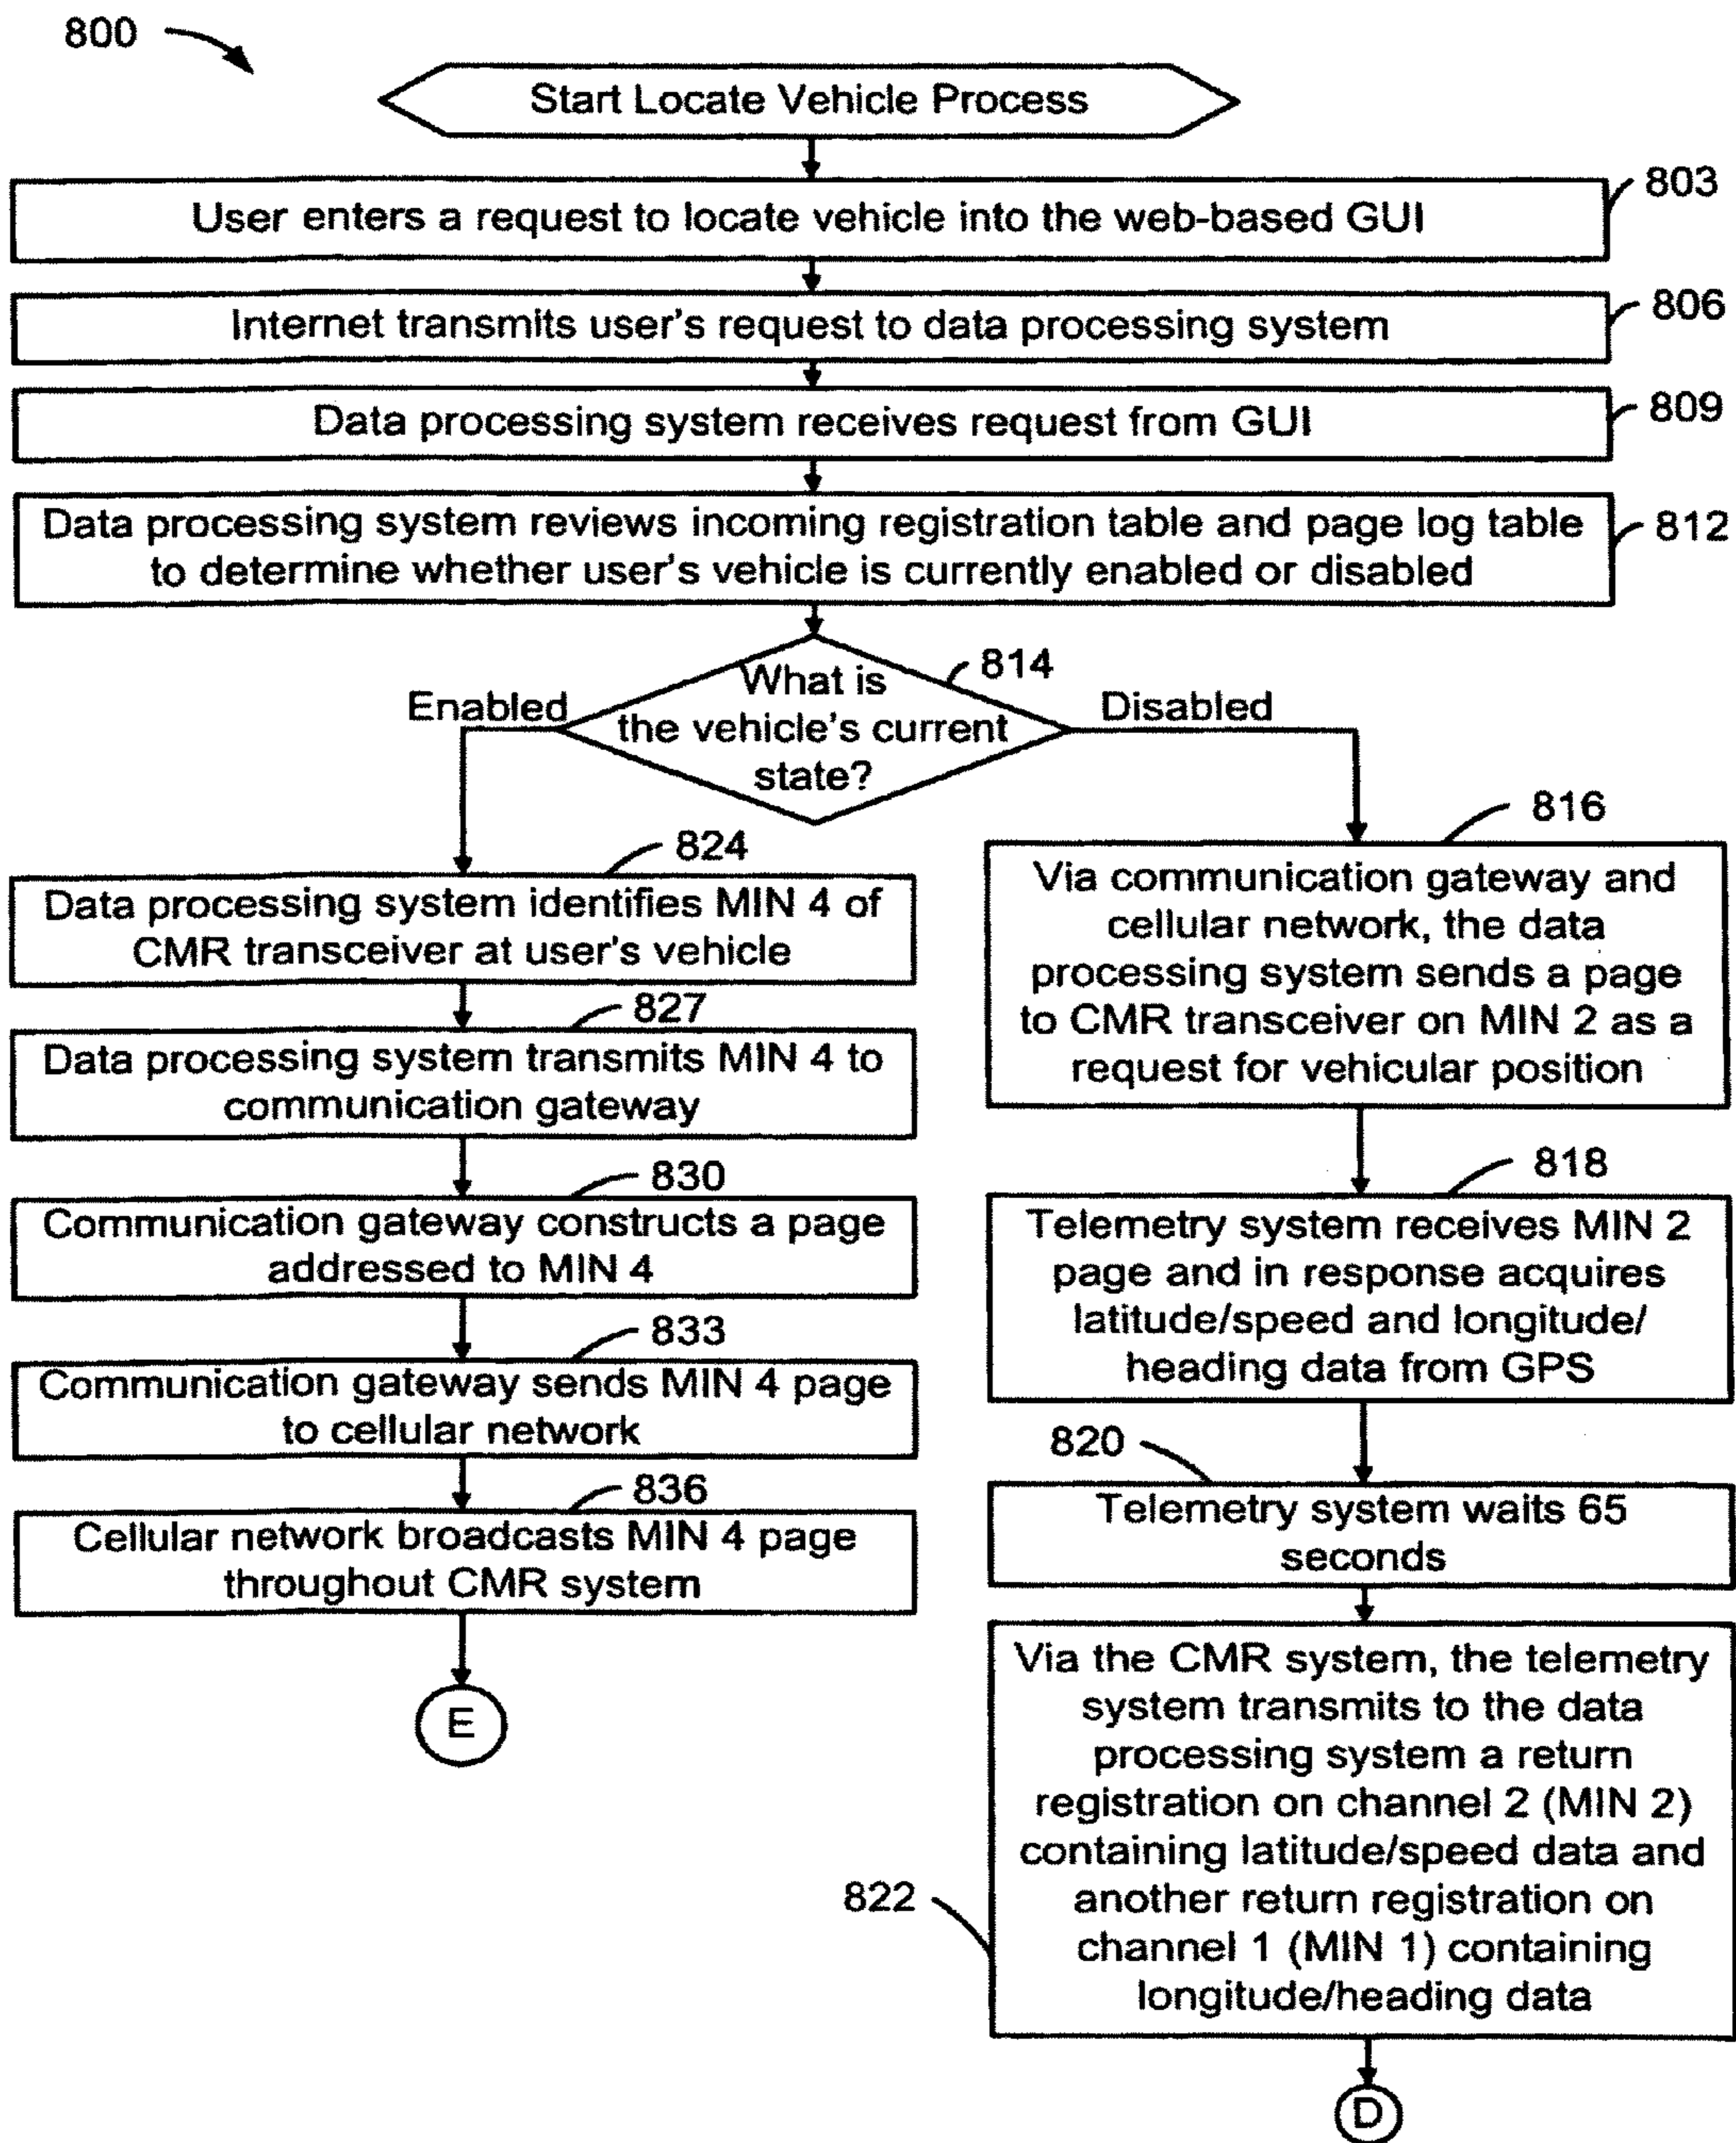 800
Start Locate Vehicle Process
803
User enters a request to locate vehicle into the web-based GUI
806
Internet transmits user's request to data processing system
809
Data processing system receives request from GUI
812
Data processing system reviews incoming registration table and page log table
to determine whether user's vehicle is currently enabled or disabled
814
What is
the vehicle's current
state?
Enabled
Disabled
824
Data processing system identifies MIN 4 of
CMR transceiver at user's vehicle
827
Data processing system transmits MIN 4 to
communication gateway
830
Communication gateway constructs a page
addressed to MIN 4
833
Communication gateway sends MIN 4 page
to cellular network
836
Cellular network broadcasts MIN 4 page
throughout CMR system
E
816
Via communication gateway and
cellular network, the data
processing system sends a page
to CMR transceiver on MIN 2 as a
request for vehicular position
818
Telemetry system receives MIN 2
page and in response acquires
latitude/speed and longitude/
heading data from GPS
820
Telemetry system waits 65
seconds
822
Via the CMR system, the telemetry
system transmits to the data
processing system a return
registration on channel 2 (MIN 2)
containing latitude/speed data and
another return registration on
channel 1 (MIN 1) containing
longitude/heading data
D